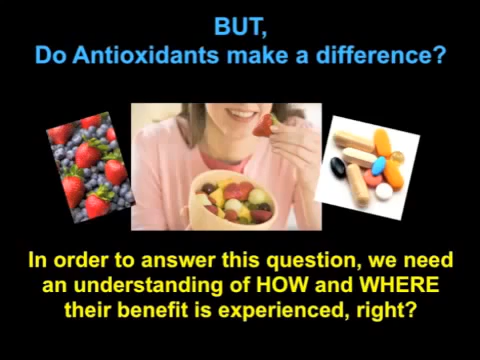 BUT,
Do Antioxidants make a difference?
In order to answer this question, we need
an understanding of HOW and WHERE
their benefit is experienced, right?